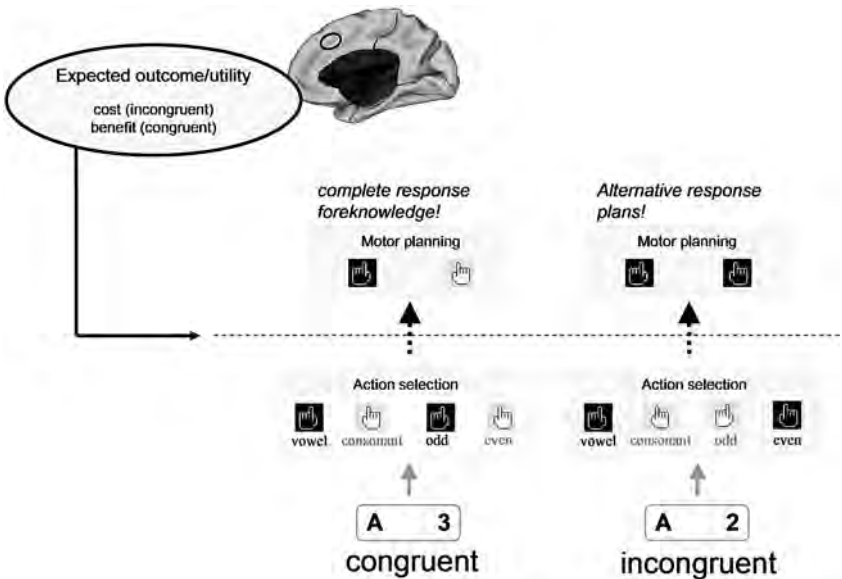 Expected outcome/utility
cost (incongruent)
benefit (congruent)
complete response
foreknowledge!
Motor planning
Alternative response
plans!
Motor planning
Action selection
vowel consonant odd even
Action selection
vowel consonant odd even
A 3
congruent
A 2
incongruent